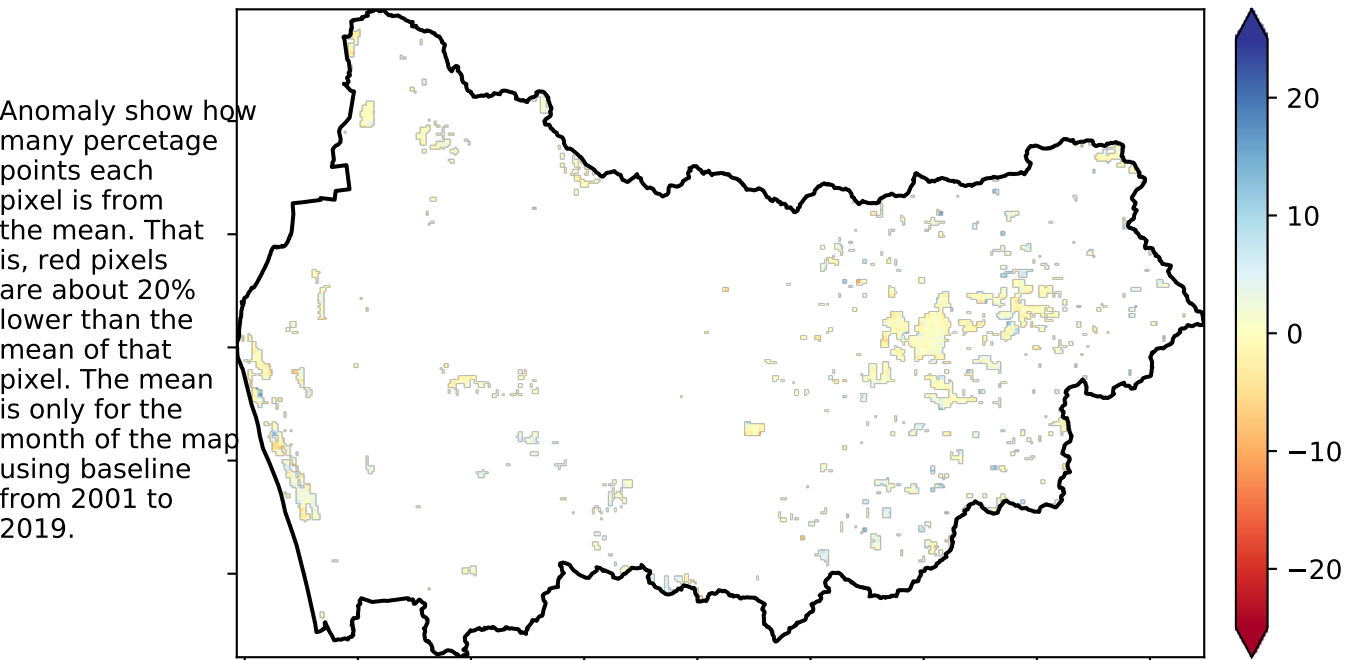 Anomaly show how
many percetage
points each
pixel is from
the mean. That
is, red pixels
are about 20%
lower than the
mean of that
pixel. The mean
is only for the
month of the map
using baseline
from 2001 to
2019.
20
10
0
−10
−20